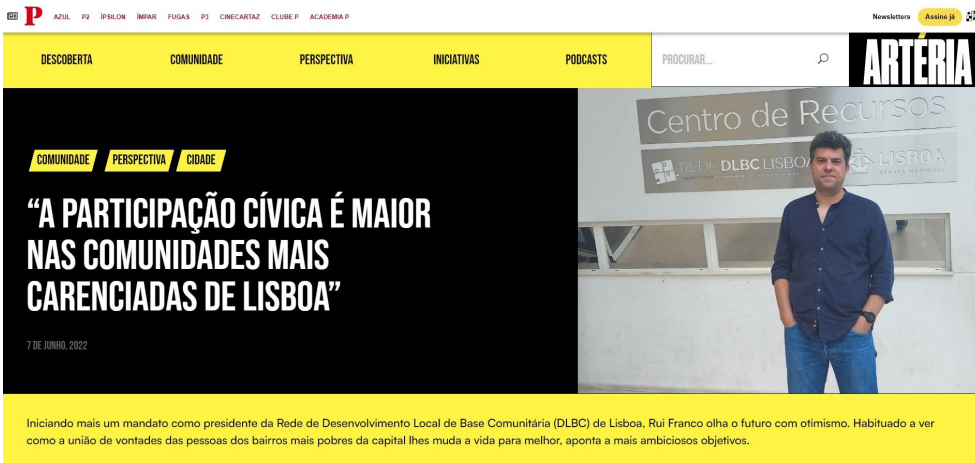 P AZUL P2 ÍPSILON ÍMPAR FUGAS P3 CINECARTAZ CLUBE P ACADEMIA P Newsletters Assine já
DESCOBERTA COMUNIDADE PERSPECTIVA INICIATIVAS PODCASTS PROCURAR... ARTÉRIA
Centro de Recursos
REDE DLBC LISBOA LISBOA
CÂMARA MUNICIPAL
COMUNIDADE PERSPECTIVA CIDADE
“A PARTICIPAÇÃO CÍVICA É MAIOR
NAS COMUNIDADES MAIS
CARENCIADAS DE LISBOA”
7 DE JUNHO, 2022
Iniciando mais um mandato como presidente da Rede de Desenvolvimento Local de Base Comunitária (DLBC) de Lisboa, Rui Franco olha o futuro com otimismo. Habituado a ver
como a união de vontades das pessoas dos bairros mais pobres da capital lhes muda a vida para melhor, aponta a mais ambiciosos objetivos.